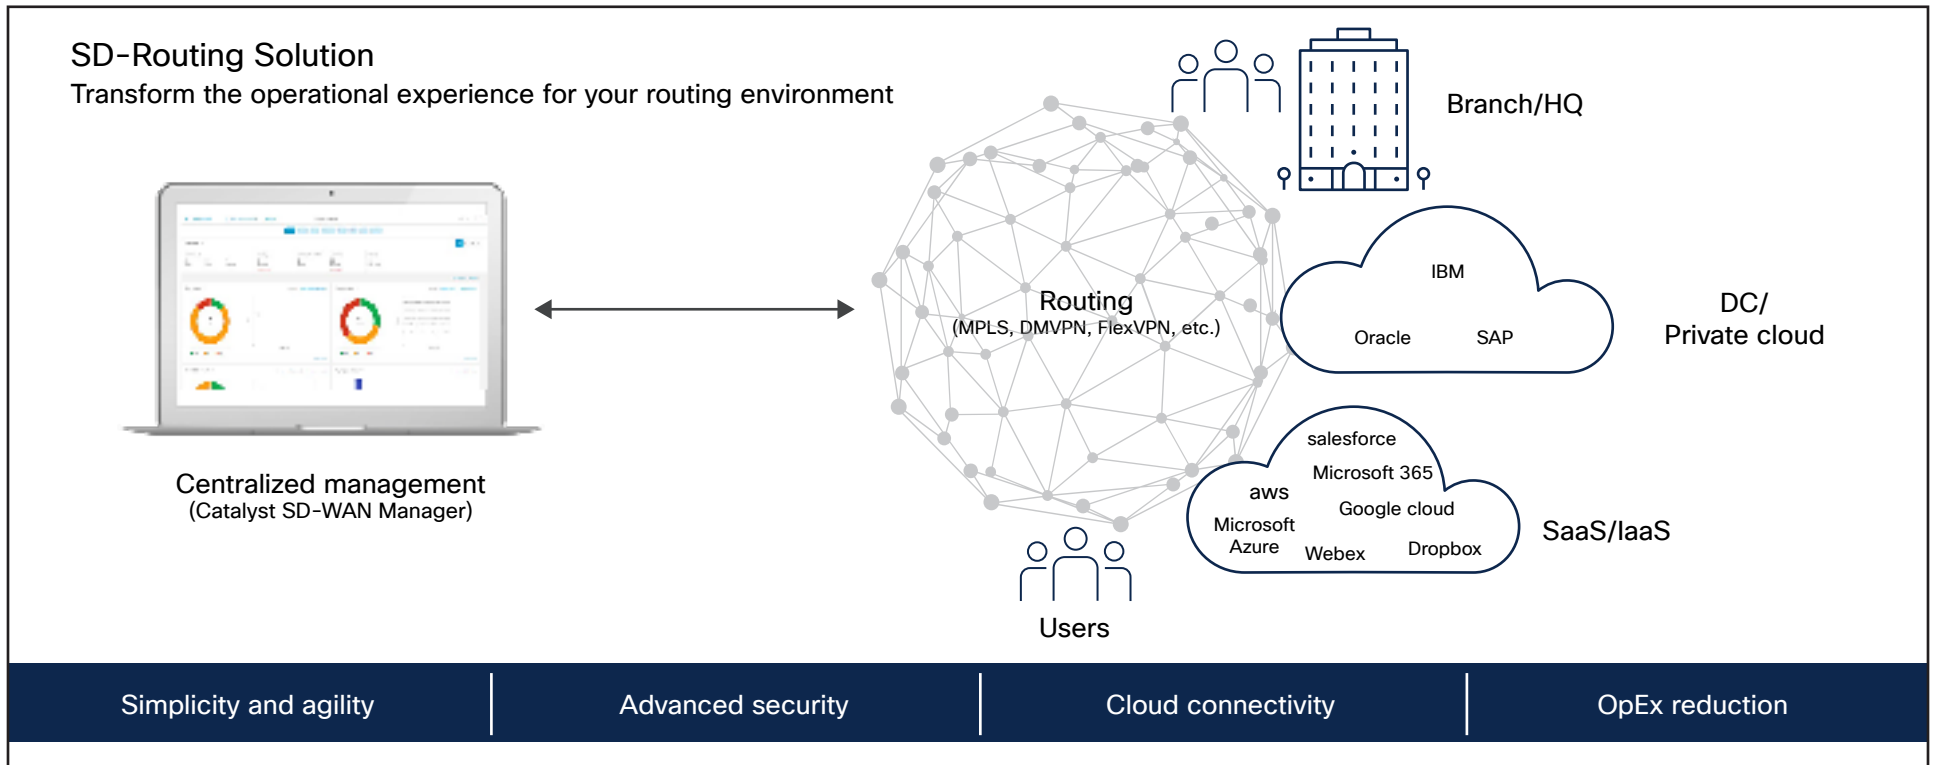 SD-Routing Solution
Transform the operational experience for your routing environment
Branch/HQ
IBM
Oracle SAP
DC/
Private cloud
Routing
(MPLS, DMVPN, FlexVPN, etc.)
Centralized management
(Catalyst SD-WAN Manager)
salesforce
Microsoft 365
aws
Google cloud
Microsoft
Azure
Webex
Dropbox
SaaS/IaaS
Users
Simplicity and agility
Advanced security
Cloud connectivity
OpEx reduction